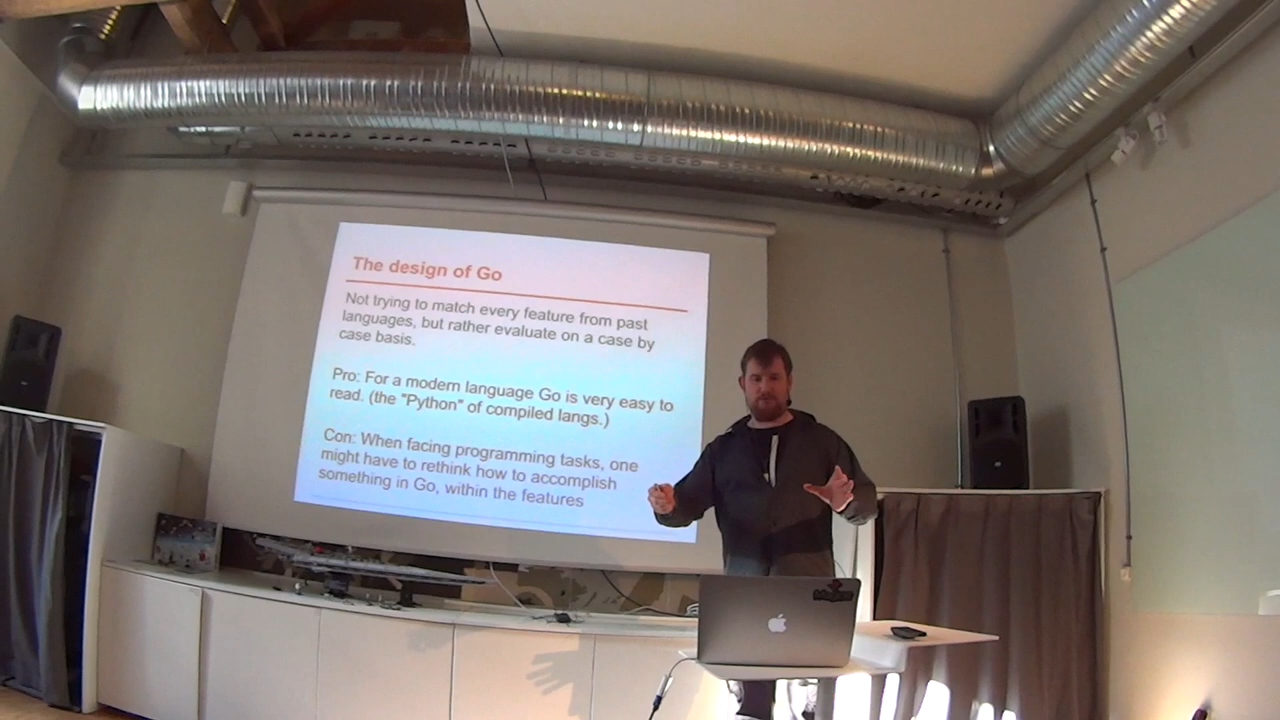 The design of Go
Not trying to match every feature from past
languages, but rather evaluate on a case by
case basis.
Pro: For a modern language Go is very easy to
read. (the "Python" of compiled langs.)
Con: When facing programming tasks, one
might have to rethink how to accomplish
something in Go, within the features